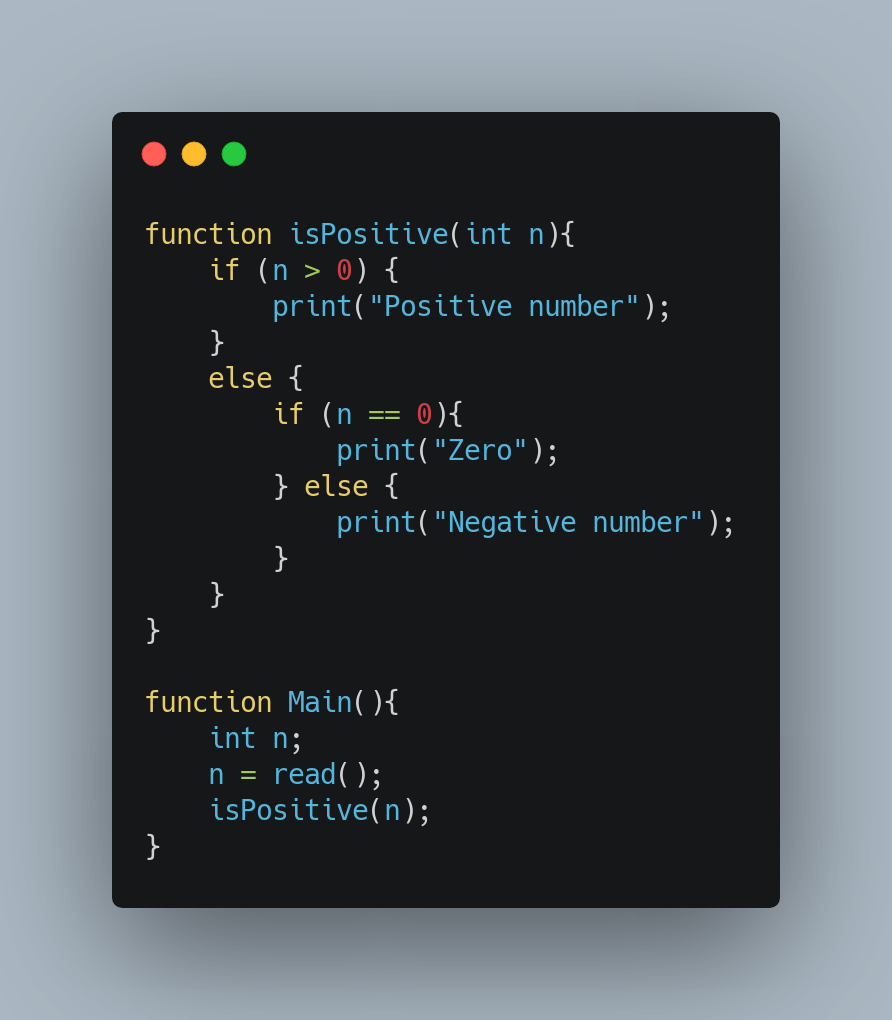 function isPositive(int n){
    if (n > 0) {
        print("Positive number");
    }
    else {
        if (n == 0){
            print("Zero");
        } else {
            print("Negative number");
        }
    }
}

function Main(){
    int n;
    n = read();
    isPositive(n);
}